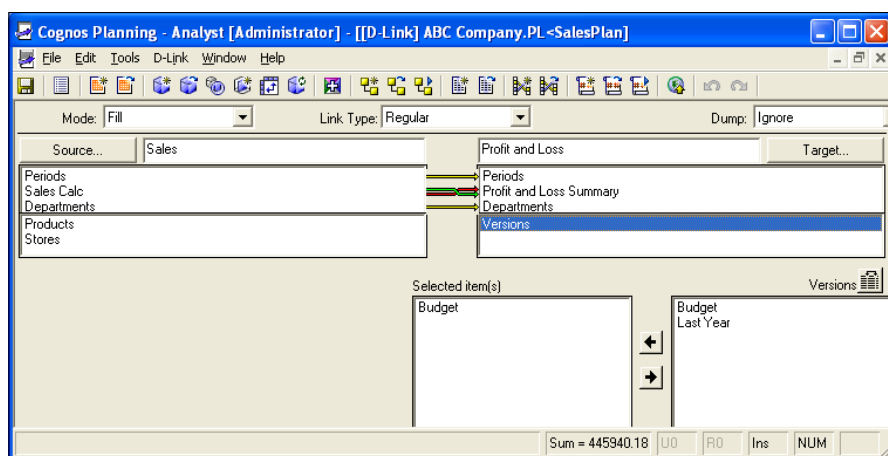 Cognos Planning - Analyst [Administrator] - [[D-Link] ABC Company.PL<SalesPlan]
File Edit Tools D-Link Window Help
Mode: Fill Link Type: Regular Dump: Ignore
Source... Sales Profit and Loss Target...
Periods Periods
Sales Calc Profit and Loss Summary
Departments Departments
Products Versions
Stores
Selected item(s) Versions
Budget Budget
Last Year
Sum = 445940.18 U0 R0 Ins NUM